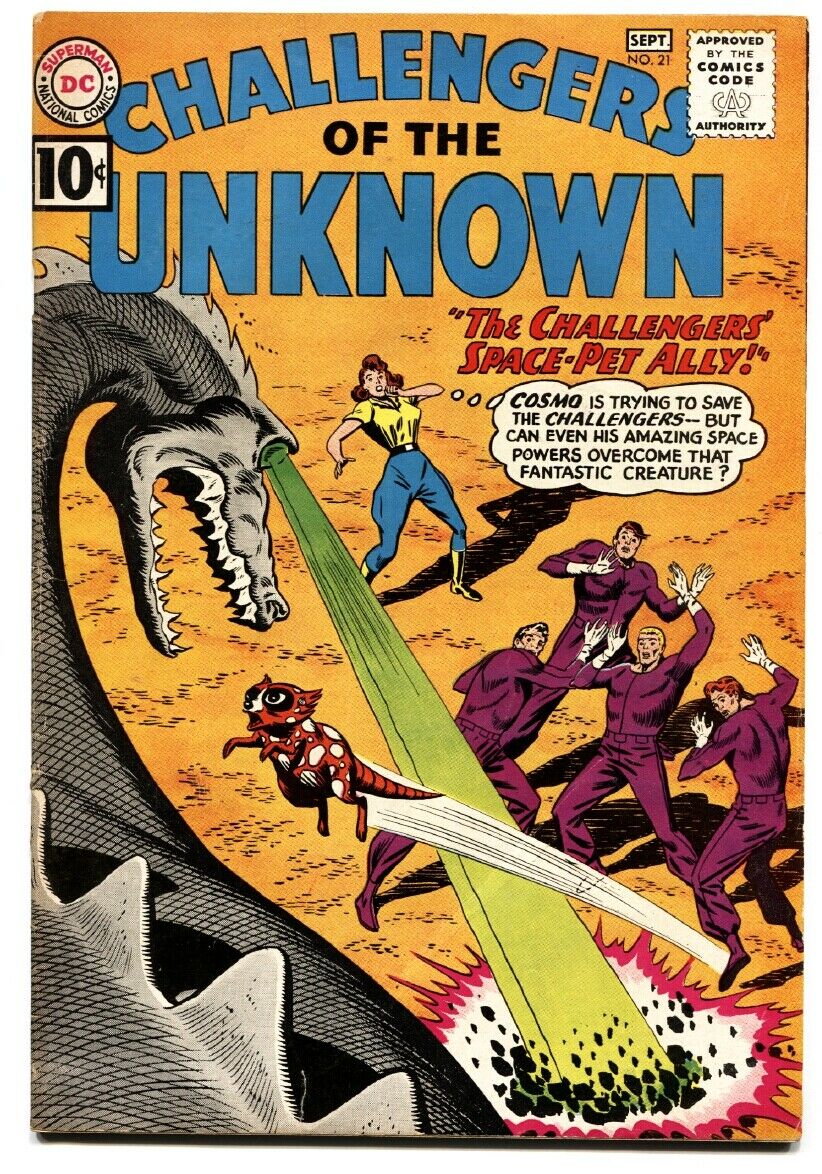 SUPERMAN
DC
NATIONAL COMICS
10¢
CHALLENGERS
OF THE
UNKNOWN
SEPT.
NO. 21
APPROVED
BY THE
COMICS
CODE
CA
AUTHORITY
"THE CHALLENGERS'
SPACE-PET ALLY!"
COSMO IS TRYING TO SAVE
THE CHALLENGERS-- BUT
CAN EVEN HIS AMAZING SPACE
POWERS OVERCOME THAT
FANTASTIC CREATURE?